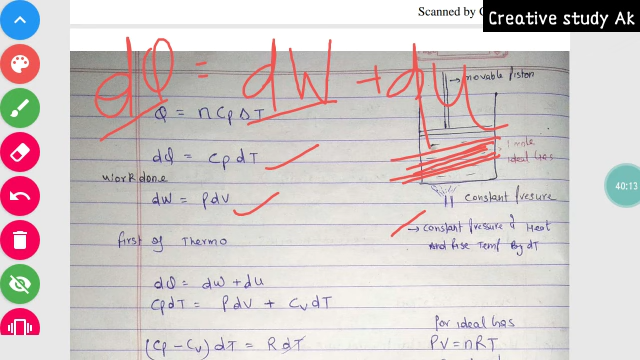 Scanned by C
Creative study Ak
dQ = dW + du
movable piston
Q = nCpΔT
1 mole
ideal Gas
dQ = CpdT
work done
dW = PdV
constant presure
40:13
first of Thermo
→ constant presure & Heat
And rise Temp By dT
dQ = dW + du
CpdT = PdV + CvdT
For ideal Gas
(Cp - Cv) dT = RdT
PV = nRT